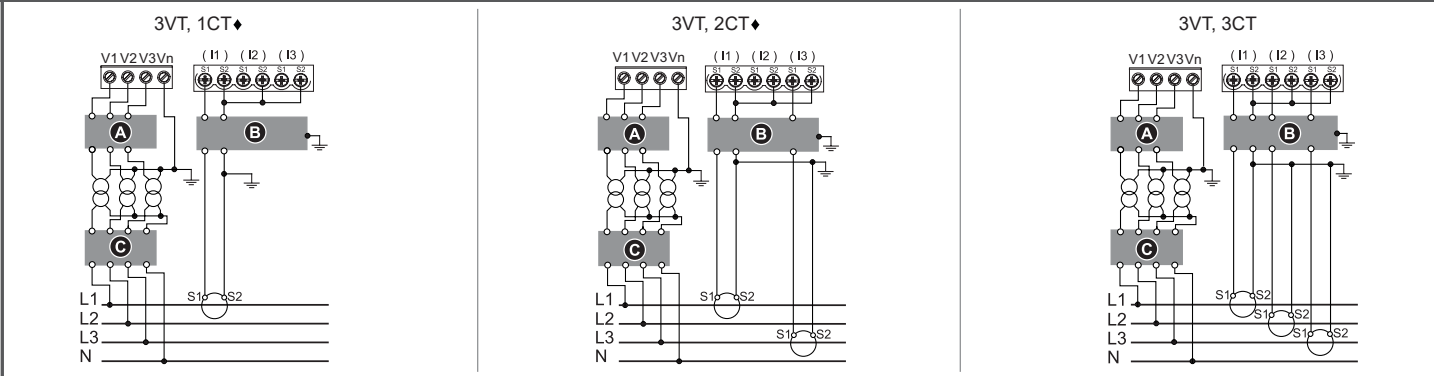 3VT, 1CT♦
V1 V2 V3 Vn
( I1 ) ( I2 ) ( I3 )
S1 S2 S1 S2 S1 S2
A
B
C
S1 S2
L1
L2
L3
N
3VT, 2CT♦
V1 V2 V3 Vn
( I1 ) ( I2 ) ( I3 )
S1 S2 S1 S2 S1 S2
A
B
C
S1 S2
L1
L2
S1 S2
L3
N
3VT, 3CT
V1 V2 V3 Vn
( I1 ) ( I2 ) ( I3 )
S1 S2 S1 S2 S1 S2
A
B
C
S1 S2
L1
S1 S2
L2
S1 S2
L3
N